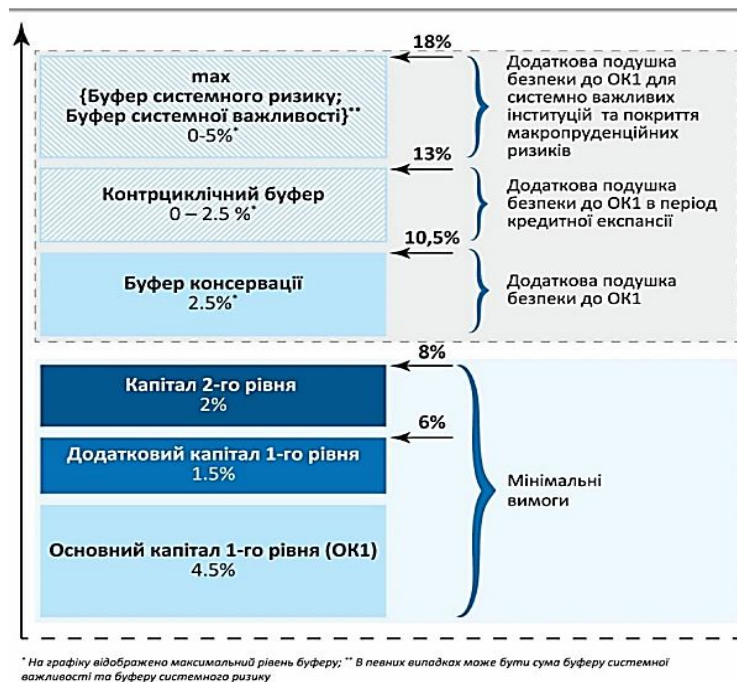 18%
max
{Буфер системного ризику;
Буфер системної важливості}**
0-5%*
Додаткова подушка
безпеки до ОК1 для
системно важливих
інституцій та покриття
макропруденційних
ризиків
13%
Контрциклічний буфер
0 – 2.5 %*
Додаткова подушка
безпеки до ОК1 в період
кредитної експансії
10,5%
Буфер консервації
2.5%*
Додаткова подушка
безпеки до ОК1
8%
Капітал 2-го рівня
2%
6%
Додатковий капітал 1-го рівня
1.5%
Мінімальні
вимоги
Основний капітал 1-го рівня (ОК1)
4.5%
* На графіку відображено максимальний рівень буферу; ** В певних випадках може бути сума буферу системної
важливості та буферу системного ризику